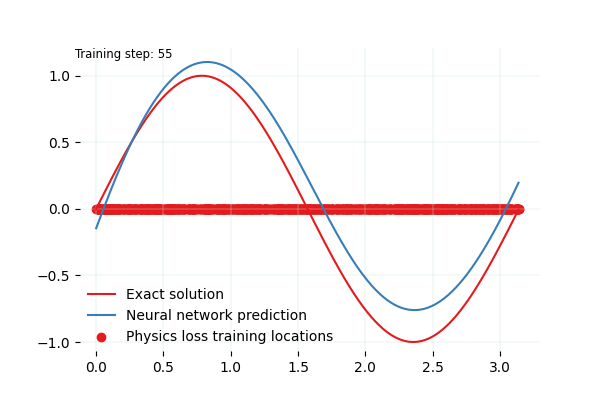 Training step: 55
1.0
0.5
0.0
−0.5
−1.0
Exact solution
Neural network prediction
Physics loss training locations
0.0 0.5 1.0 1.5 2.0 2.5 3.0